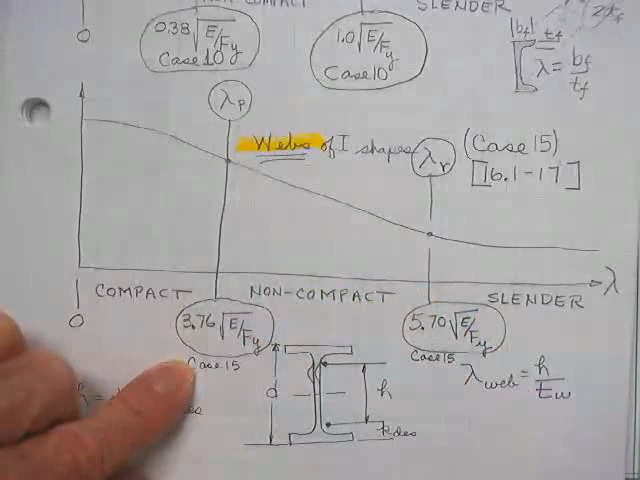 NON-COMPACT
SLENDER
0
0.38√E/Fy
Case 10
1.0√E/Fy
Case 10
|bf| tf
λ = bf/tf
λp
Webs of I shapes
λr
(Case 15)
[16.1-17]
COMPACT
NON-COMPACT
SLENDER
λ
0
3.76√E/Fy
Case 15
5.70√E/Fy
Case 15
λweb = h/tw
d
h
kdes